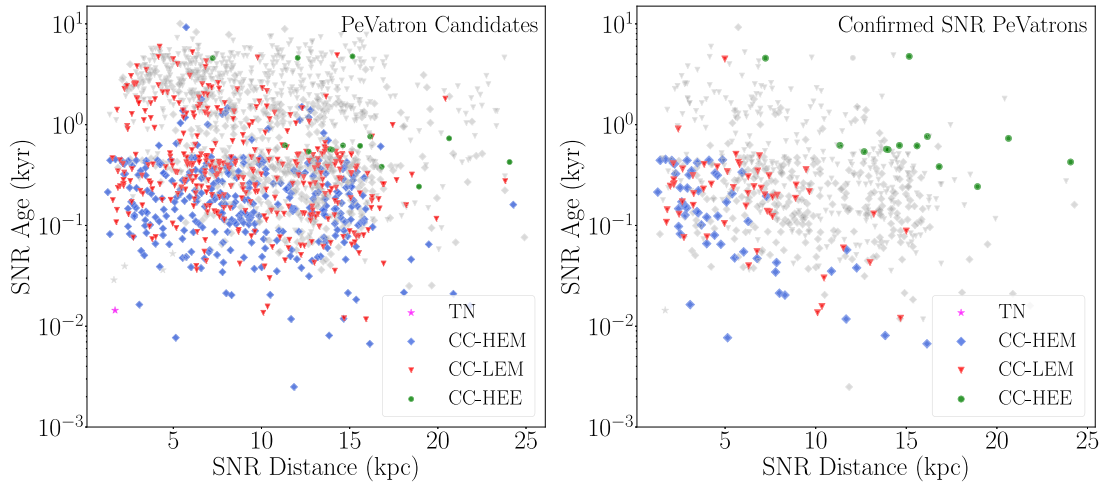 PeVatron Candidates
SNR Age (kyr)
10^1
10^0
10^−1
10^−2
10^−3
5
10
15
20
25
SNR Distance (kpc)
TN
CC-HEM
CC-LEM
CC-HEE
Confirmed SNR PeVatrons
SNR Age (kyr)
10^1
10^0
10^−1
10^−2
10^−3
5
10
15
20
25
SNR Distance (kpc)
TN
CC-HEM
CC-LEM
CC-HEE